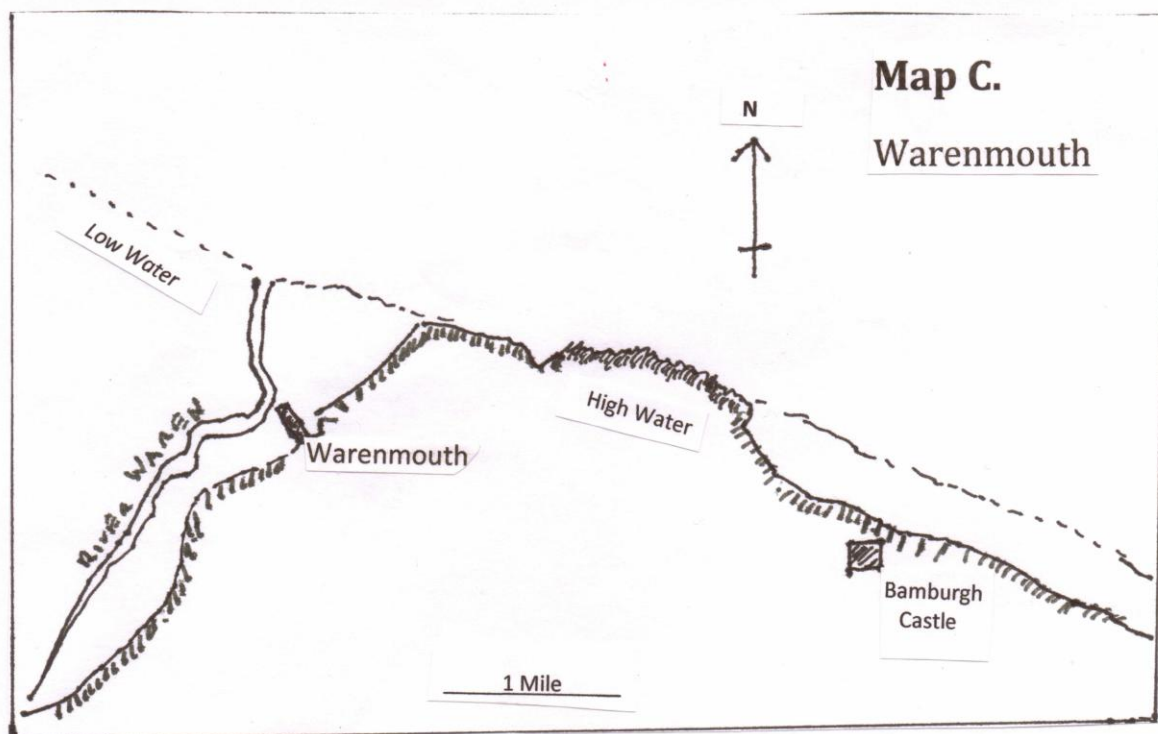 Map C.
N
Warenmouth
Low Water
High Water
RIVER WAREN
Warenmouth
Bamburgh
Castle
1 Mile